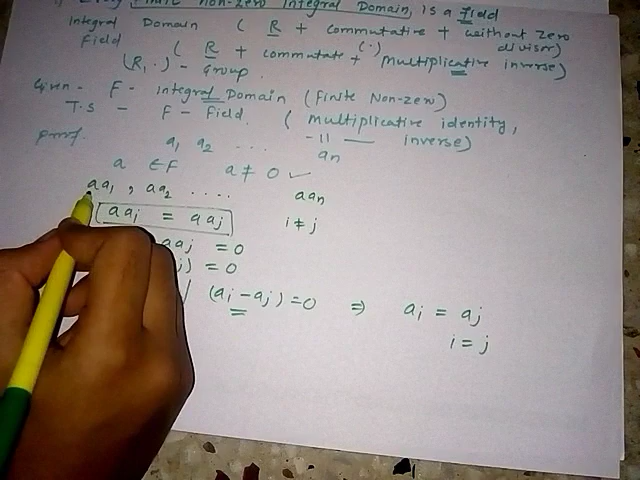 Finite Non-zero Integral Domain, is a Field
Integral Domain ( R + commutative + without zero divisor)
Field ( R + commutate + multiplicative inverse)
(R, ·) - Group (·)
Given - F - Integral Domain (Finite Non-zero)
T.S - F - Field. ( Multiplicative identity,
-11 — inverse)
Proof. a₁ a₂ ... aₙ
a ∈ F a ≠ 0 ✓
aa₁, aa₂ .... aaₙ
aaᵢ = aaⱼ i ≠ j
aaⱼ = 0
j) = 0
(aᵢ - aⱼ) = 0 ⇒ aᵢ = aⱼ
i = j